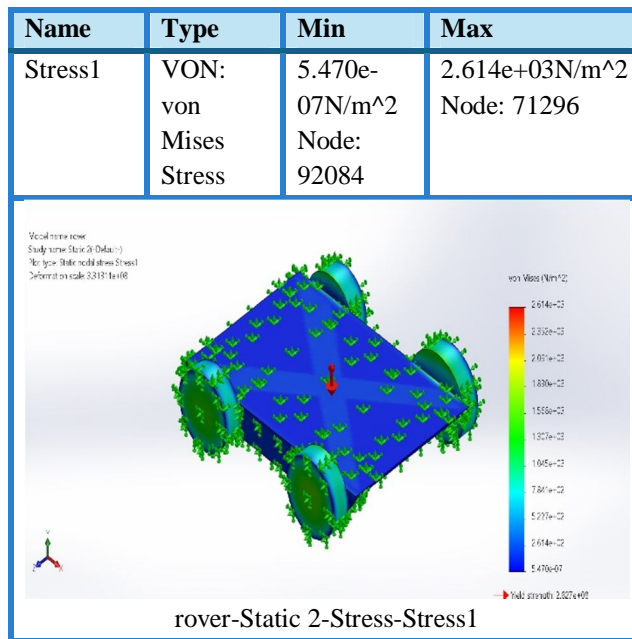 Name Type Min Max
Stress1 VON: 5.470e- 2.614e+03N/m^2
von 07N/m^2 Node: 71296
Mises Node:
Stress 92084
Model name: rover
Study name: Static 2(-Default-)
Plot type: Static nodal stress Stress1
Deformation scale:
von Mises (N/m^2)
2.614e+03
2.352e+03
2.091e+03
1.830e+03
1.568e+03
1.307e+03
1.045e+03
7.841e+02
5.227e+02
2.614e+02
5.470e-07
Yield strength: 2.827e+08
Y
Z
X
rover-Static 2-Stress-Stress1